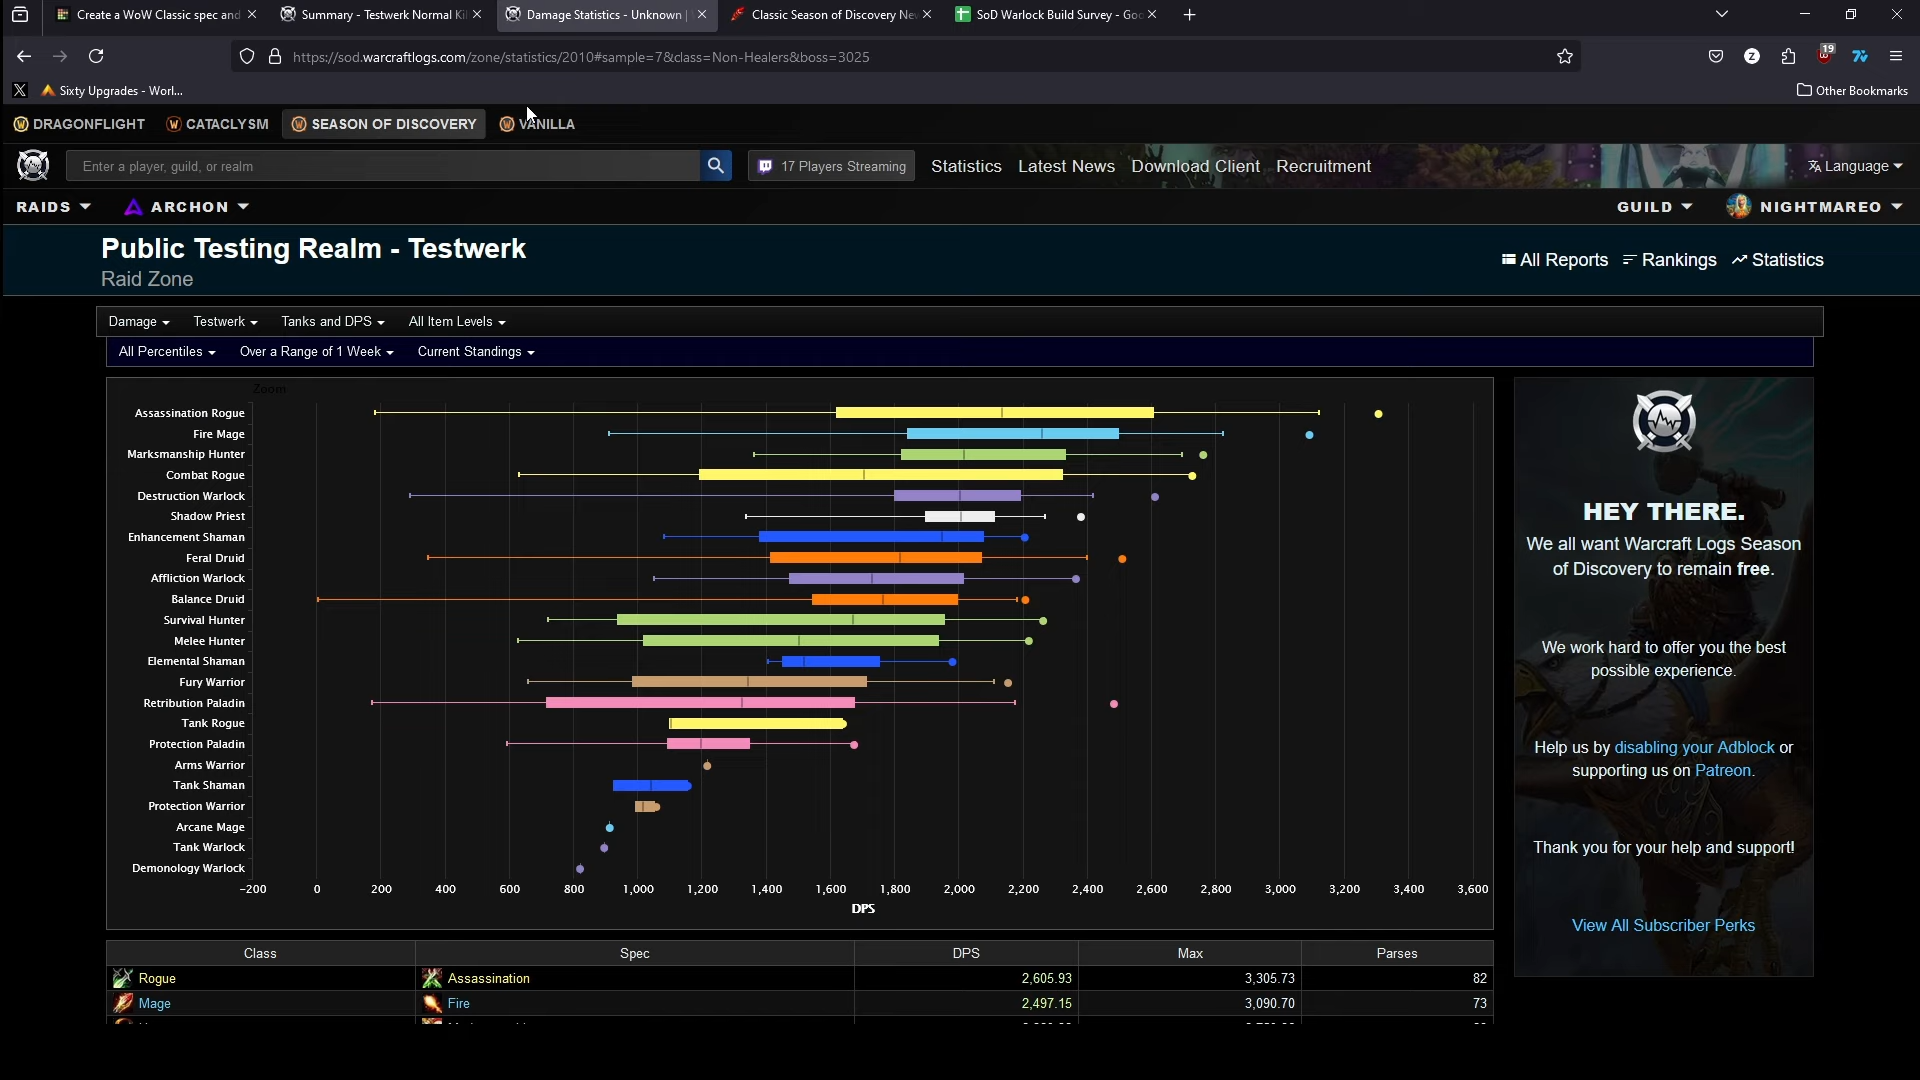 Create a WoW Classic spec and
Summary - Testwerk Normal Kil
Damage Statistics - Unknown |
Classic Season of Discovery Ne
SoD Warlock Build Survey - Goo
https://sod.warcraftlogs.com/zone/statistics/2010#sample=7&class=Non-Healers&boss=3025
19
Sixty Upgrades - Worl...
Other Bookmarks
DRAGONFLIGHT
CATACLYSM
SEASON OF DISCOVERY
VANILLA
Enter a player, guild, or realm
17 Players Streaming
Statistics
Latest News
Download Client
Recruitment
Language
RAIDS
ARCHON
GUILD
NIGHTMAREO
Public Testing Realm - Testwerk
Raid Zone
All Reports
Rankings
Statistics
Damage
Testwerk
Tanks and DPS
All Item Levels
All Percentiles
Over a Range of 1 Week
Current Standings
Zoom
Assassination Rogue
Fire Mage
Marksmanship Hunter
Combat Rogue
Destruction Warlock
Shadow Priest
Enhancement Shaman
Feral Druid
Affliction Warlock
Balance Druid
Survival Hunter
Melee Hunter
Elemental Shaman
Fury Warrior
Retribution Paladin
Tank Rogue
Protection Paladin
Arms Warrior
Tank Shaman
Protection Warrior
Arcane Mage
Tank Warlock
Demonology Warlock
-200 0 200 400 600 800 1,000 1,200 1,400 1,600 1,800 2,000 2,200 2,400 2,600 2,800 3,000 3,200 3,400 3,600
DPS
HEY THERE.
We all want Warcraft Logs Season
of Discovery to remain free.
We work hard to offer you the best
possible experience.
Help us by disabling your Adblock or
supporting us on Patreon.
Thank you for your help and support!
View All Subscriber Perks
Class Spec DPS Max Parses
Rogue Assassination 2,605.93 3,305.73 82
Mage Fire 2,497.15 3,090.70 73